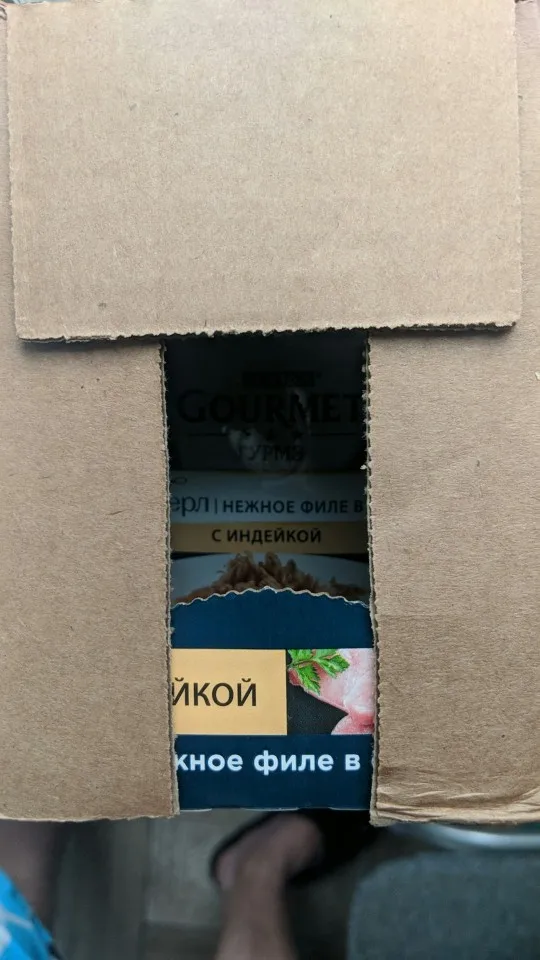 GOURMET
ГУРМЭ
ерл | НЕЖНОЕ ФИЛЕ В
С ИНДЕЙКОЙ
ЙКОЙ
жное филе в